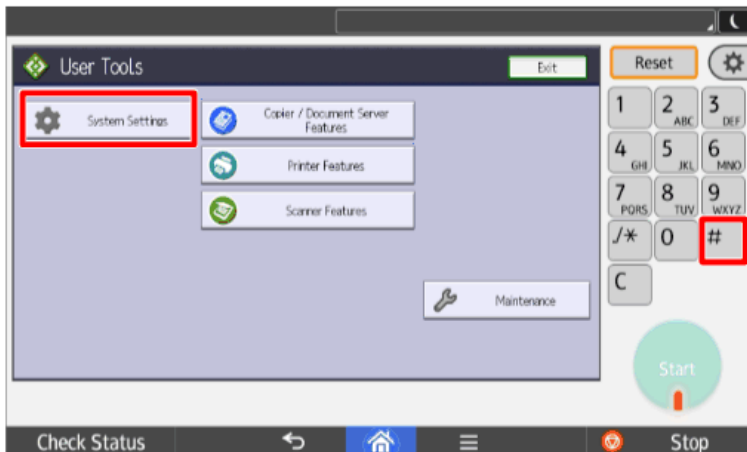 User Tools
Exit
Reset
System Settings
Copier / Document Server
Features
Printer Features
Scanner Features
Maintenance
1
2 ABC
3 DEF
4 GHI
5 JKL
6 MNO
7 PQRS
8 TUV
9 WXYZ
./*
0
#
C
Start
Check Status
Stop